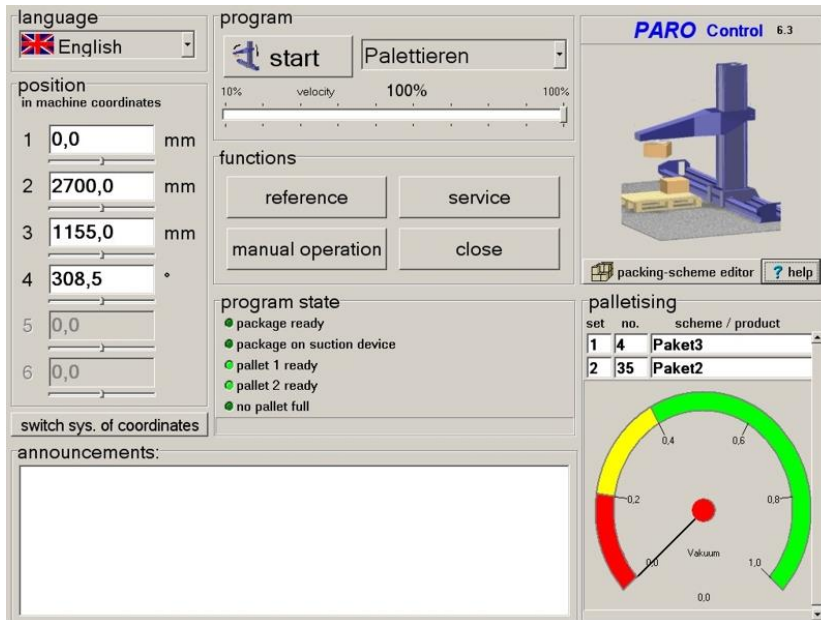 language
English
position
in machine coordinates
1 0,0 mm
2 2700,0 mm
3 1155,0 mm
4 308,5 °
5 0,0
6 0,0
switch sys. of coordinates
program
start Palettieren
10% velocity 100% 100%
functions
reference service
manual operation close
program state
package ready
package on suction device
pallet 1 ready
pallet 2 ready
no pallet full
PARO Control 6.3
packing-scheme editor ? help
palletising
set no. scheme / product
1 4 Paket3
2 35 Paket2
0,4 0,6
0,2 0,8
Vakuum
0,0 1,0
0,0
announcements: